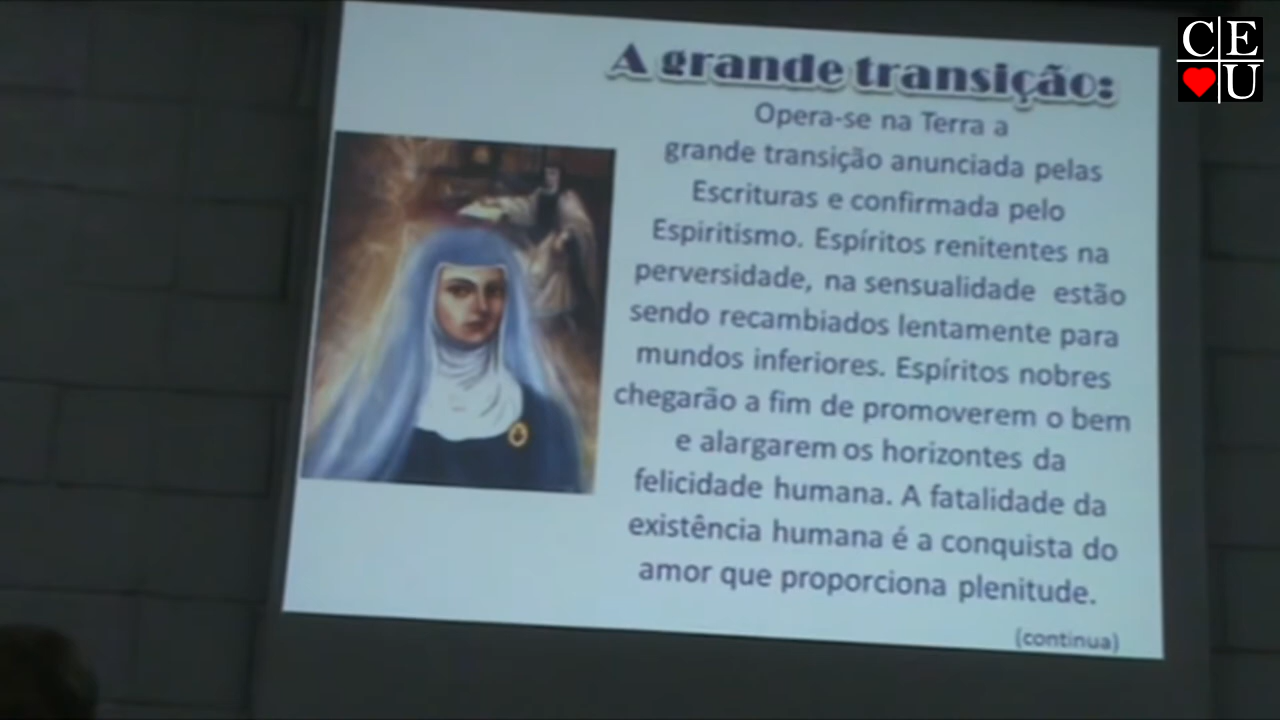 A grande transição:
Opera-se na Terra a
grande transição anunciada pelas
Escrituras e confirmada pelo
Espiritismo. Espíritos renitentes na
perversidade, na sensualidade estão
sendo recambiados lentamente para
mundos inferiores. Espíritos nobres
chegarão a fim de promoverem o bem
e alargarem os horizontes da
felicidade humana. A fatalidade da
existência humana é a conquista do
amor que proporciona plenitude.
(continua)
C E
U